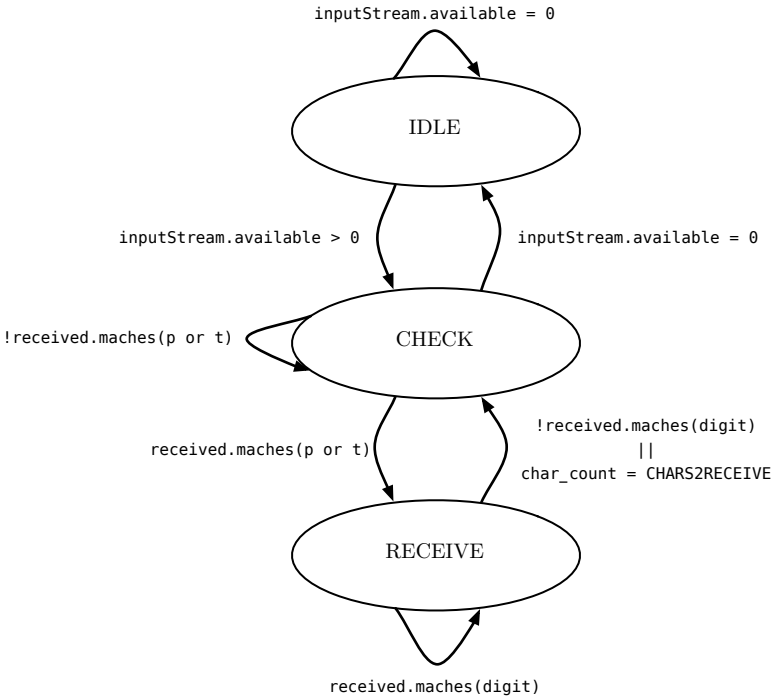 inputStream.available = 0
IDLE
inputStream.available > 0
inputStream.available = 0
!received.maches(p or t)
CHECK
received.maches(p or t)
!received.maches(digit)
||
char_count = CHARS2RECEIVE
RECEIVE
received.maches(digit)